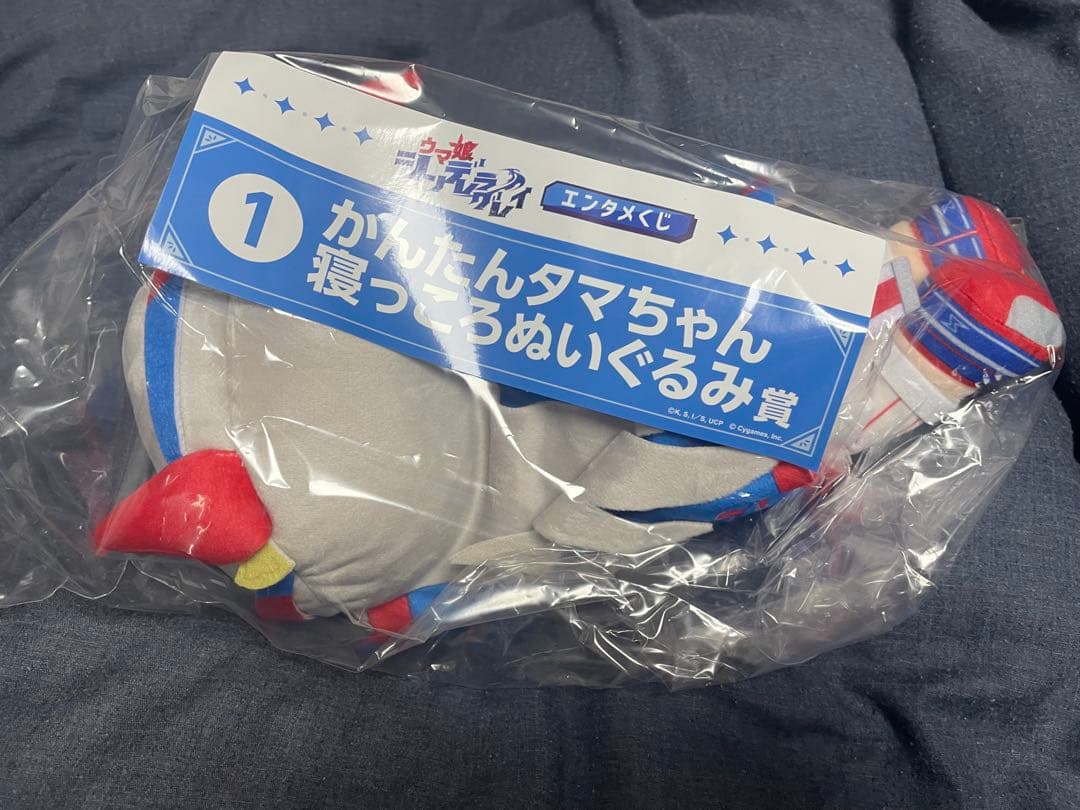 ウマ娘
シンデレラ
グレイ
エンタメくじ
1
かんたんタマちゃん
寝っころぬいぐるみ賞
©K, S, I／S, UCP © Cygames, Inc.